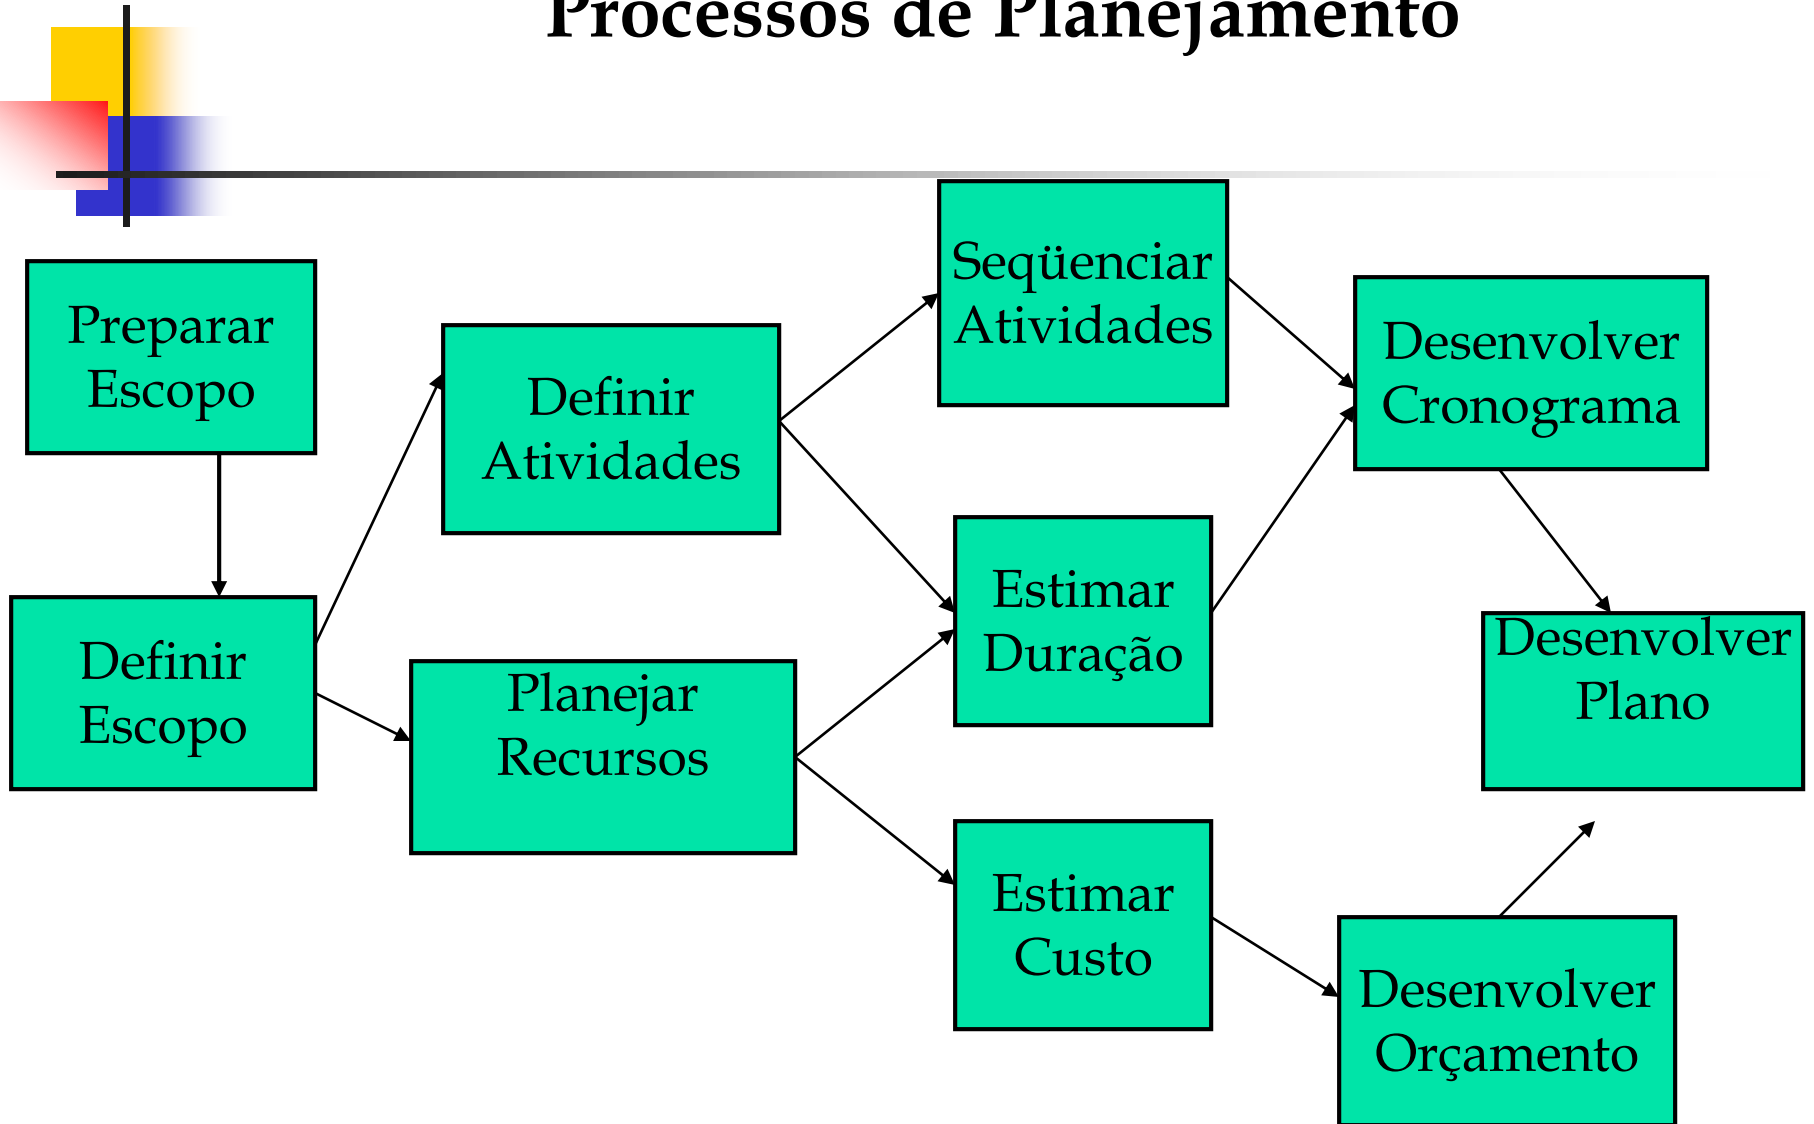 Processos de Planejamento
Preparar
Escopo
Definir
Escopo
Definir
Atividades
Planejar
Recursos
Seqüenciar
Atividades
Estimar
Duração
Estimar
Custo
Desenvolver
Cronograma
Desenvolver
Plano
Desenvolver
Orçamento